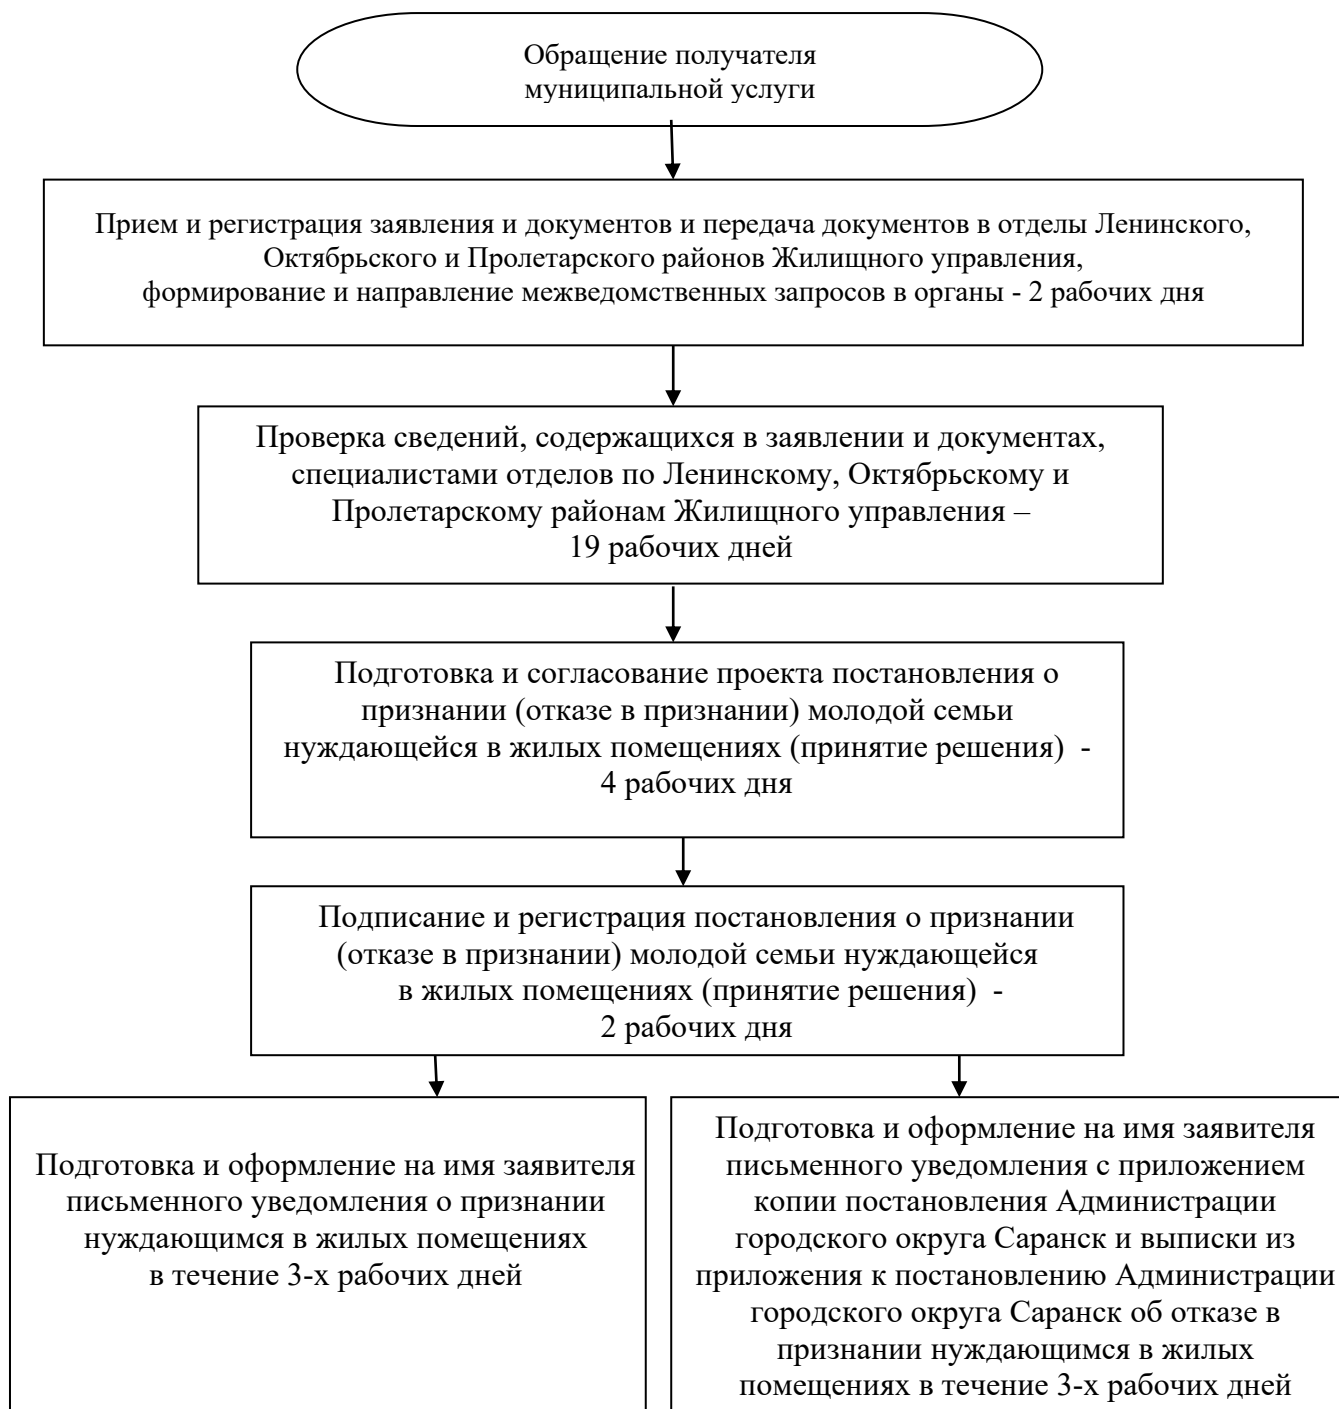 Обращение получателя
муниципальной услуги
Прием и регистрация заявления и документов и передача документов в отделы Ленинского,
Октябрьского и Пролетарского районов Жилищного управления,
формирование и направление межведомственных запросов в органы - 2 рабочих дня
Проверка сведений, содержащихся в заявлении и документах,
специалистами отделов по Ленинскому, Октябрьскому и
Пролетарскому районам Жилищного управления –
19 рабочих дней
Подготовка и согласование проекта постановления о
признании (отказе в признании) молодой семьи
нуждающейся в жилых помещениях (принятие решения) -
4 рабочих дня
Подписание и регистрация постановления о признании
(отказе в признании) молодой семьи нуждающейся
в жилых помещениях (принятие решения) -
2 рабочих дня
Подготовка и оформление на имя заявителя
письменного уведомления о признании
нуждающимся в жилых помещениях
в течение 3-х рабочих дней
Подготовка и оформление на имя заявителя
письменного уведомления с приложением
копии постановления Администрации
городского округа Саранск и выписки из
приложения к постановлению Администрации
городского округа Саранск об отказе в
признании нуждающимся в жилых
помещениях в течение 3-х рабочих дней